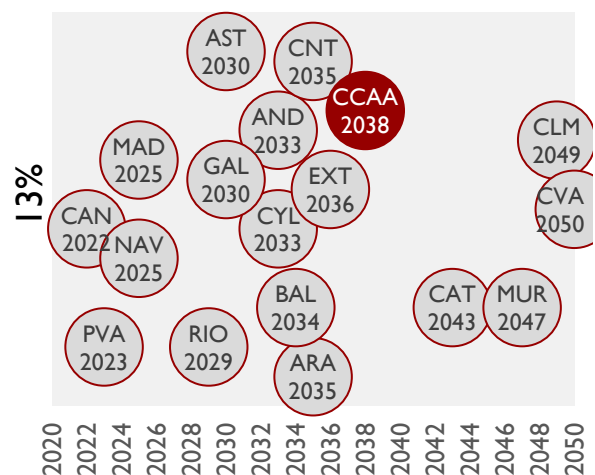 AST
2030
CNT
2035
CCAA
2038
AND
2033
CLM
2049
MAD
2025
GAL
2030
EXT
2036
13%
CAN
2022
CYL
2033
CVA
2050
NAV
2025
BAL
2034
CAT
2043
MUR
2047
PVA
2023
RIO
2029
ARA
2035
2020
2022
2024
2026
2028
2030
2032
2034
2036
2038
2040
2042
2044
2046
2048
2050